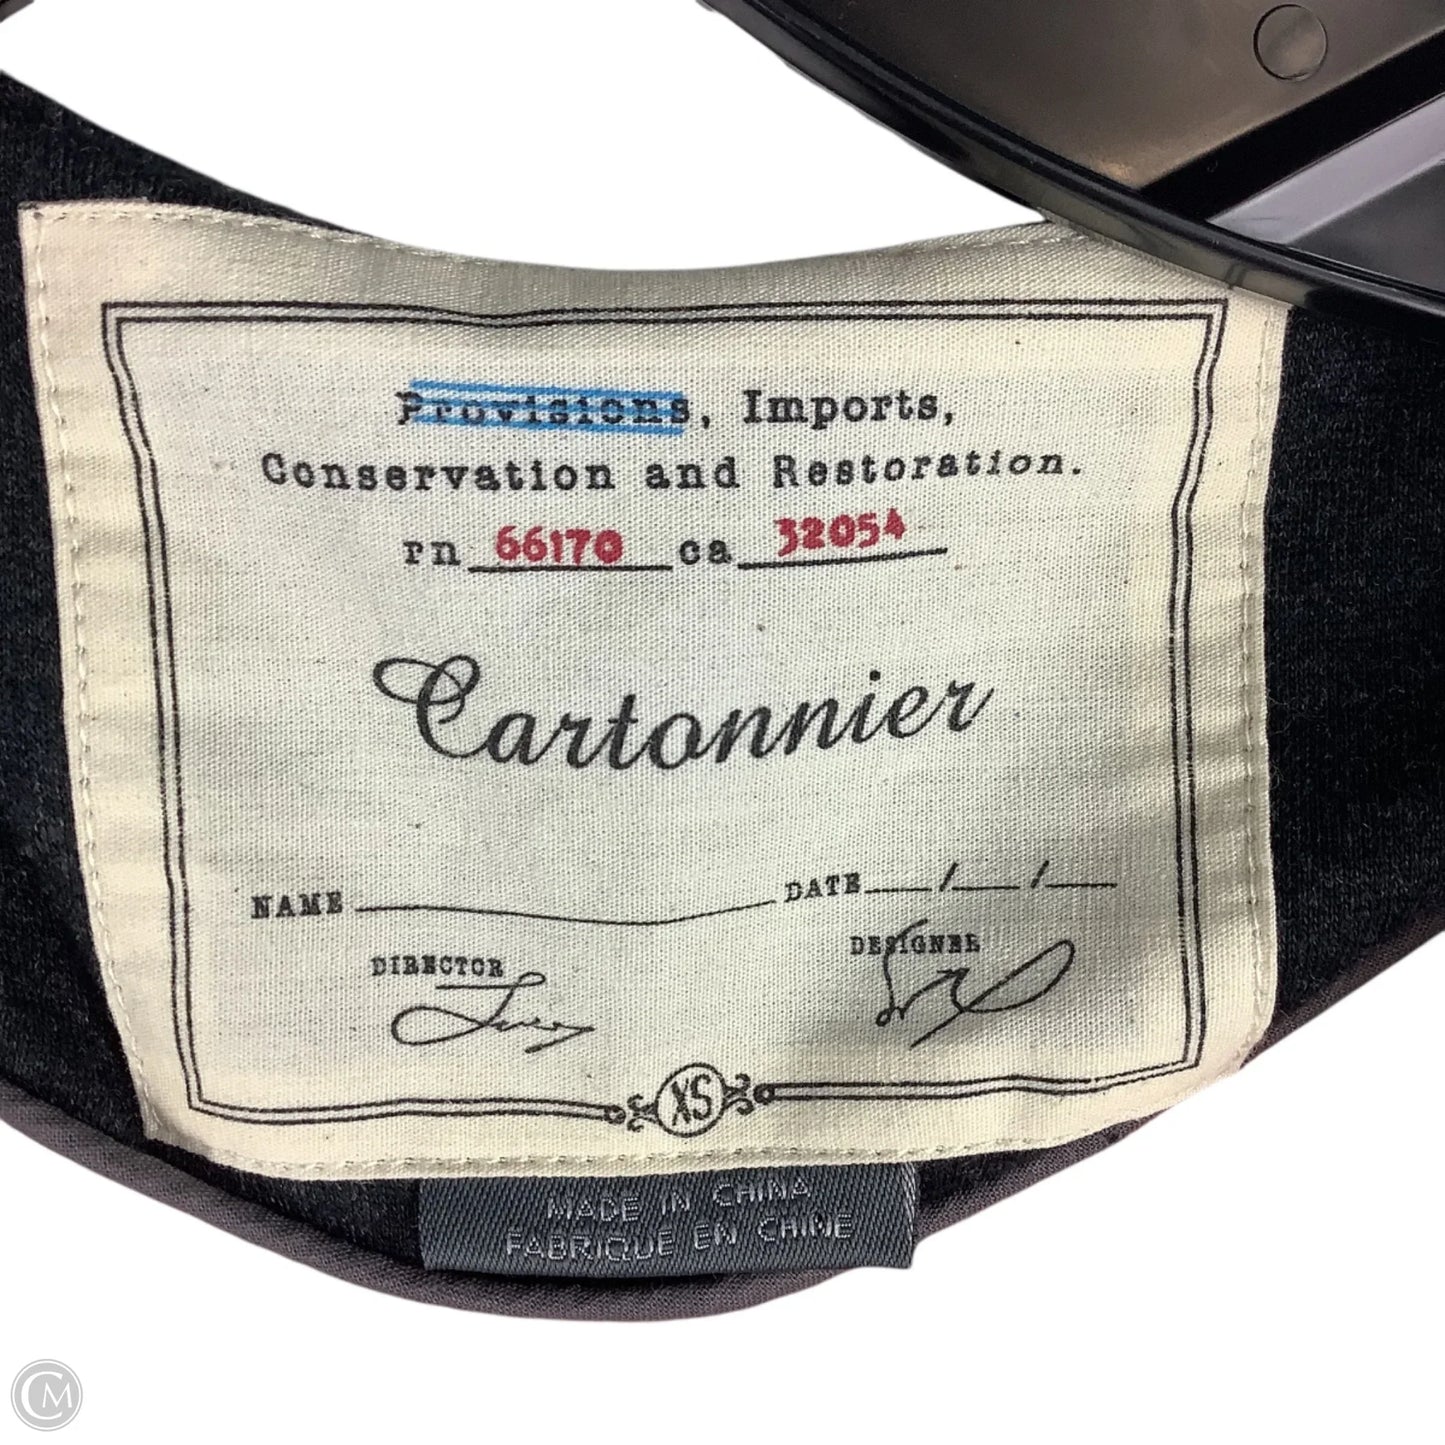 Provisions, Imports,
Conservation and Restoration.
rn 66170 ca 32054
Cartonnier
NAME DATE / /
DIRECTOR DESIGNER
XS
MADE IN CHINA
FABRIQUE EN CHINE
CM